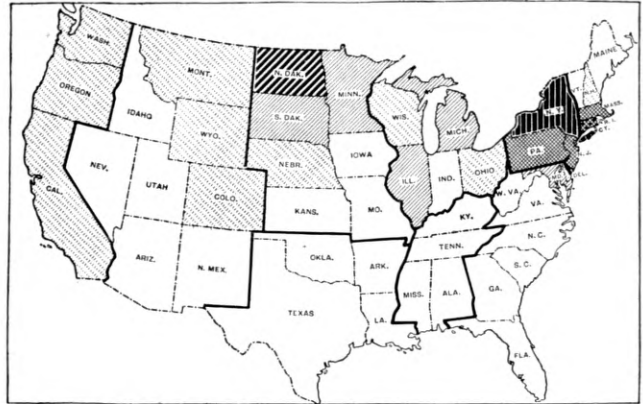 WASH.
MONT.
N. DAK.
MINN.
MAINE
OREGON
IDAHO
S. DAK.
WIS.
MICH.
VT.
N.H.
N.Y.
MASS.
CT.
WYO.
NEBR.
IOWA
ILL.
IND.
OHIO
PA.
DEL.
NEV.
UTAH
COLO.
KANS.
MO.
KY.
W. VA.
VA.
CAL.
ARIZ.
N. MEX.
OKLA.
ARK.
TENN.
N. C.
S. C.
TEXAS
LA.
MISS.
ALA.
GA.
FLA.